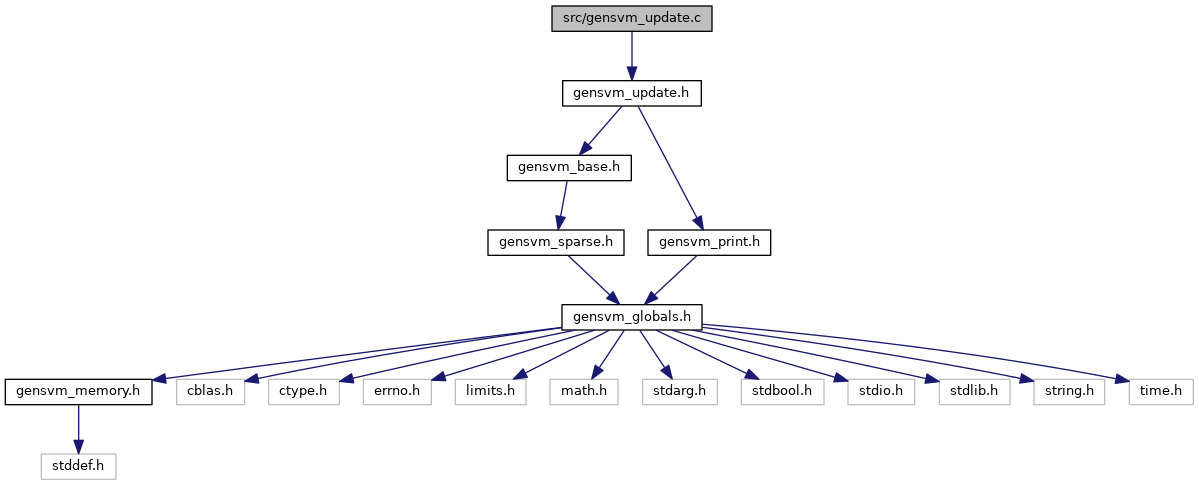 src/gensvm_update.c
gensvm_update.h
gensvm_base.h
gensvm_sparse.h
gensvm_print.h
gensvm_globals.h
gensvm_memory.h
cblas.h
ctype.h
errno.h
limits.h
math.h
stdarg.h
stdbool.h
stdio.h
stdlib.h
string.h
time.h
stddef.h